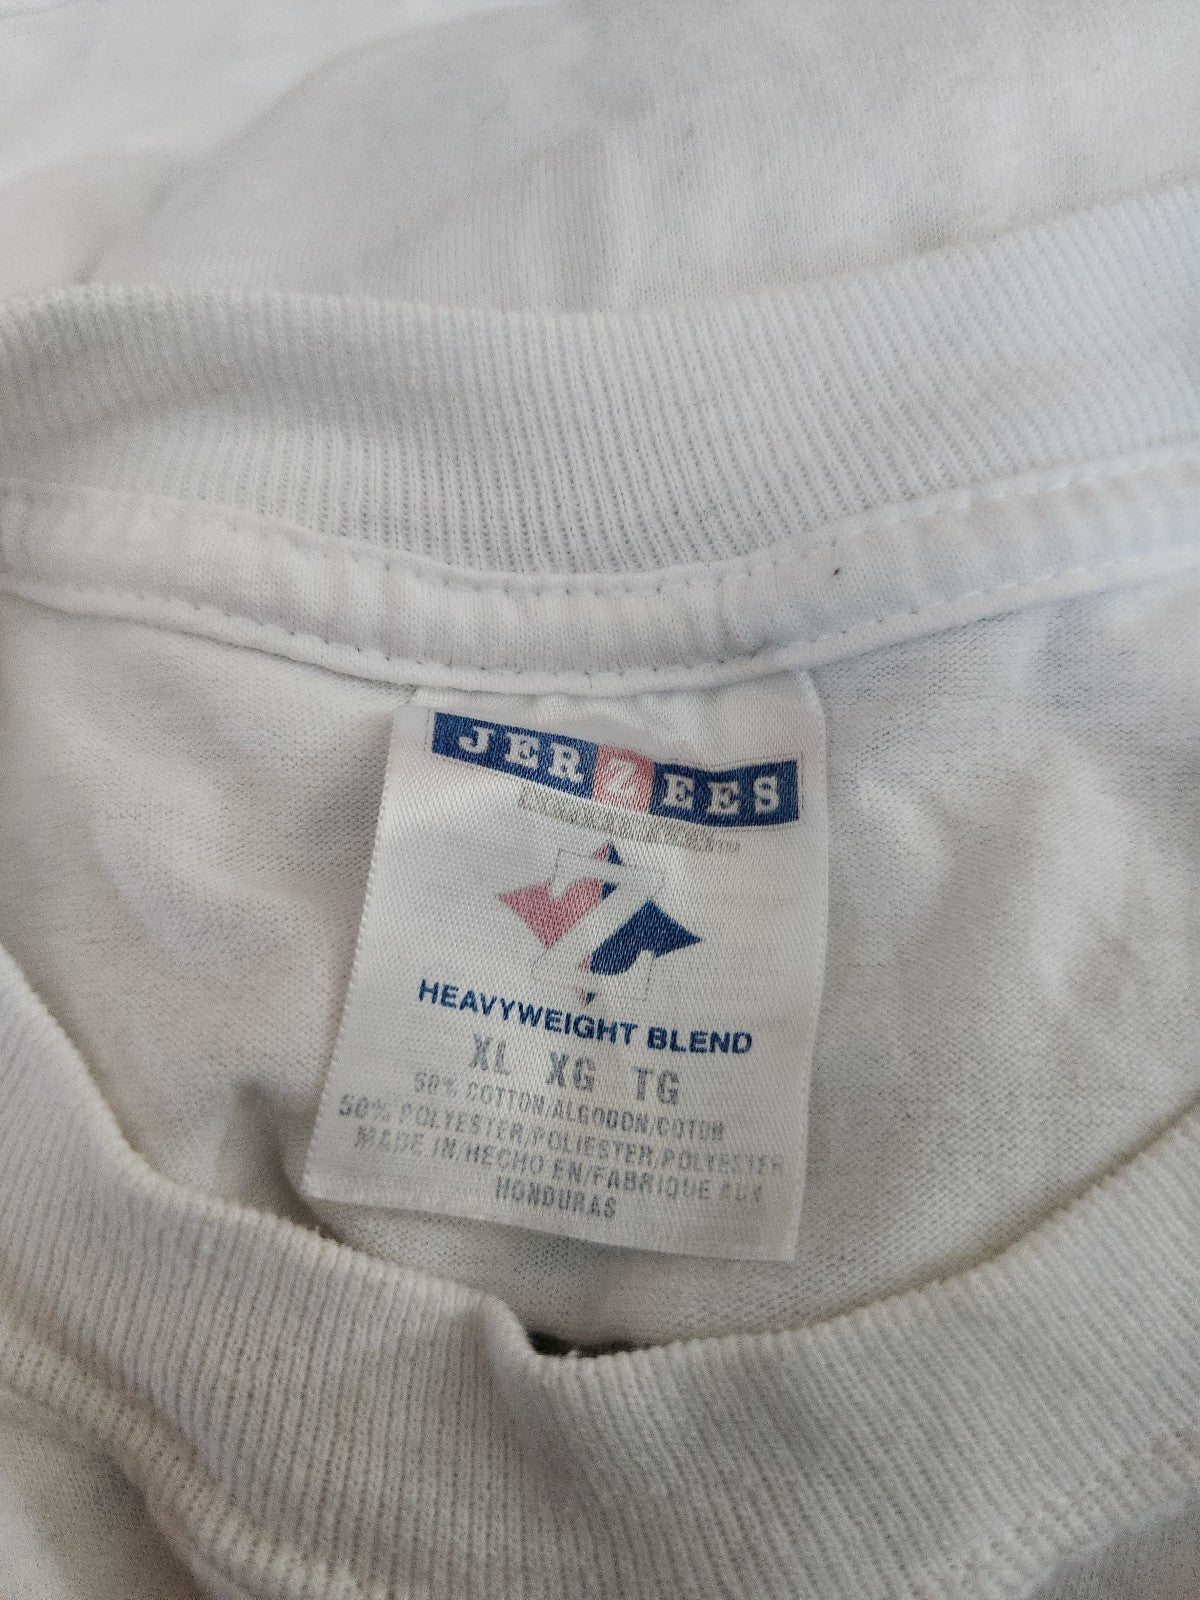 JERZEES
HEAVYWEIGHT BLEND
XL XG TG
50% COTTON/ALGODON/COTON
50% POLYESTER/POLIESTER/POLYESTER
MADE IN/HECHO EN/FABRIQUE AUX
HONDURAS